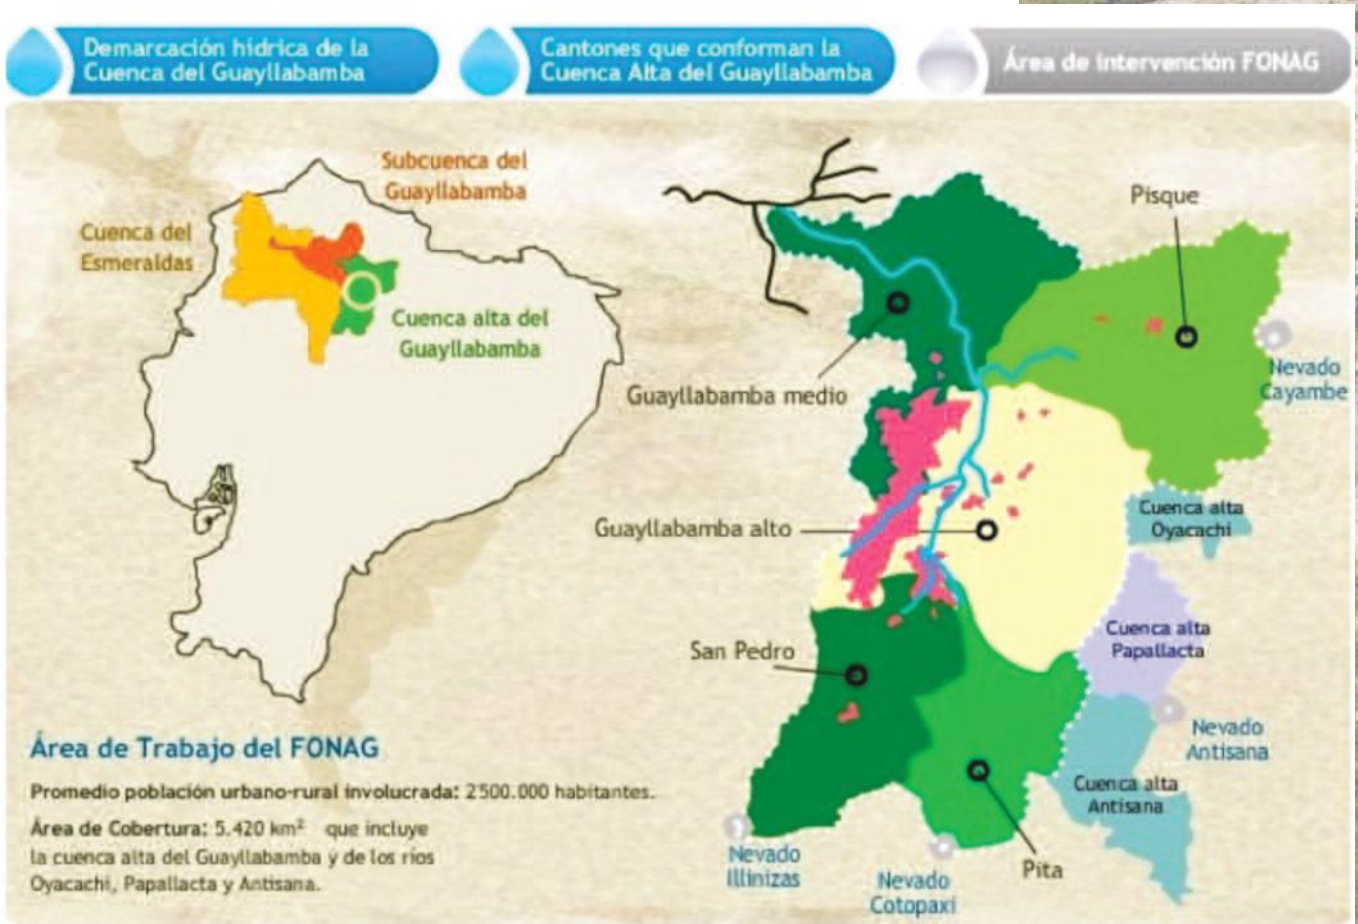 Demarcación hídrica de la
Cuenca del Guayllabamba
Cantones que conforman la
Cuenca Alta del Guayllabamba
Área de intervención FONAG
Subcuenca del
Guayllabamba
Cuenca del
Esmeraldas
Cuenca alta del
Guayllabamba
Pisque
Nevado
Cayambe
Guayllabamba medio
Cuenca alta
Oyacachi
Guayllabamba alto
Cuenca alta
Papallacta
San Pedro
Nevado
Antisana
Cuenca alta
Antisana
Nevado
Illinizas
Nevado
Cotopaxi
Pita
Área de Trabajo del FONAG
Promedio población urbano-rural involucrada: 2'500.000 habitantes.
Área de Cobertura: 5.420 km² que incluye
la cuenca alta del Guayllabamba y de los ríos
Oyacachi, Papallacta y Antisana.